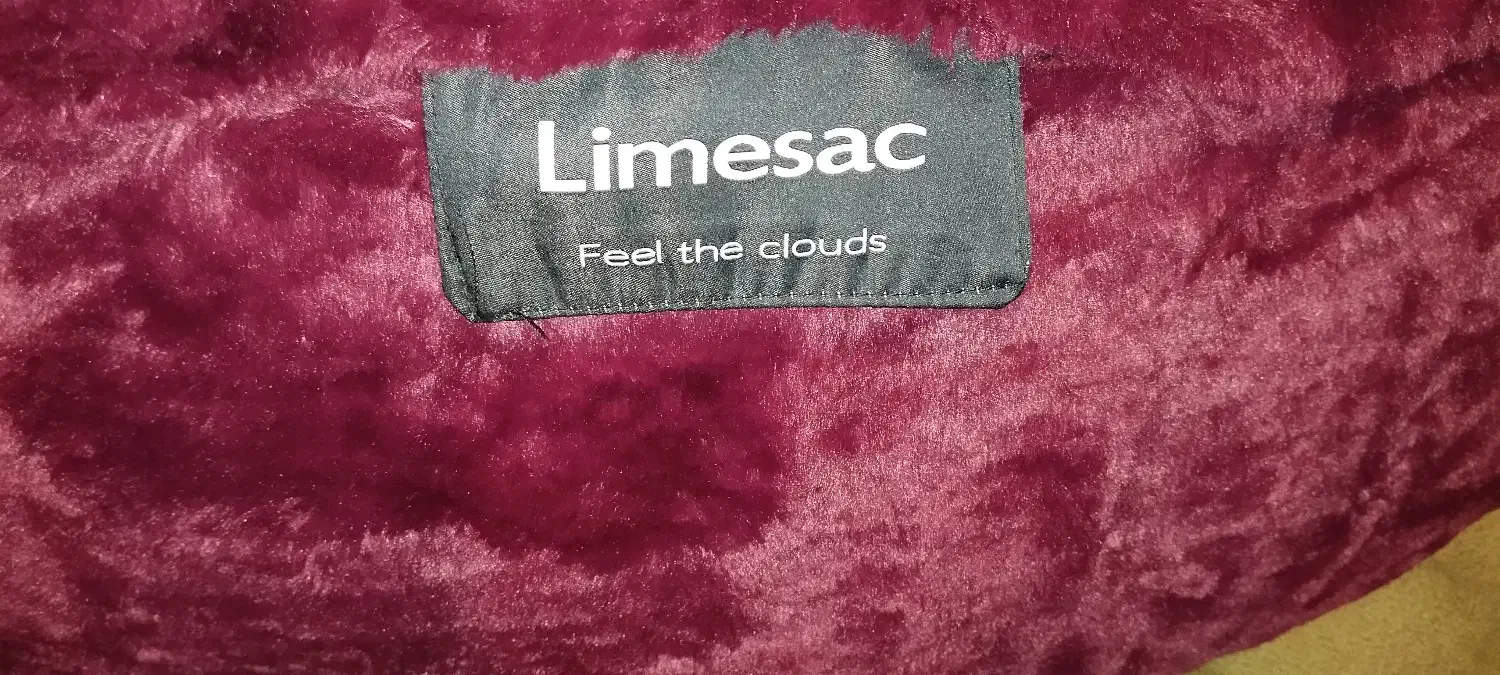 Limesac
Feel the clouds